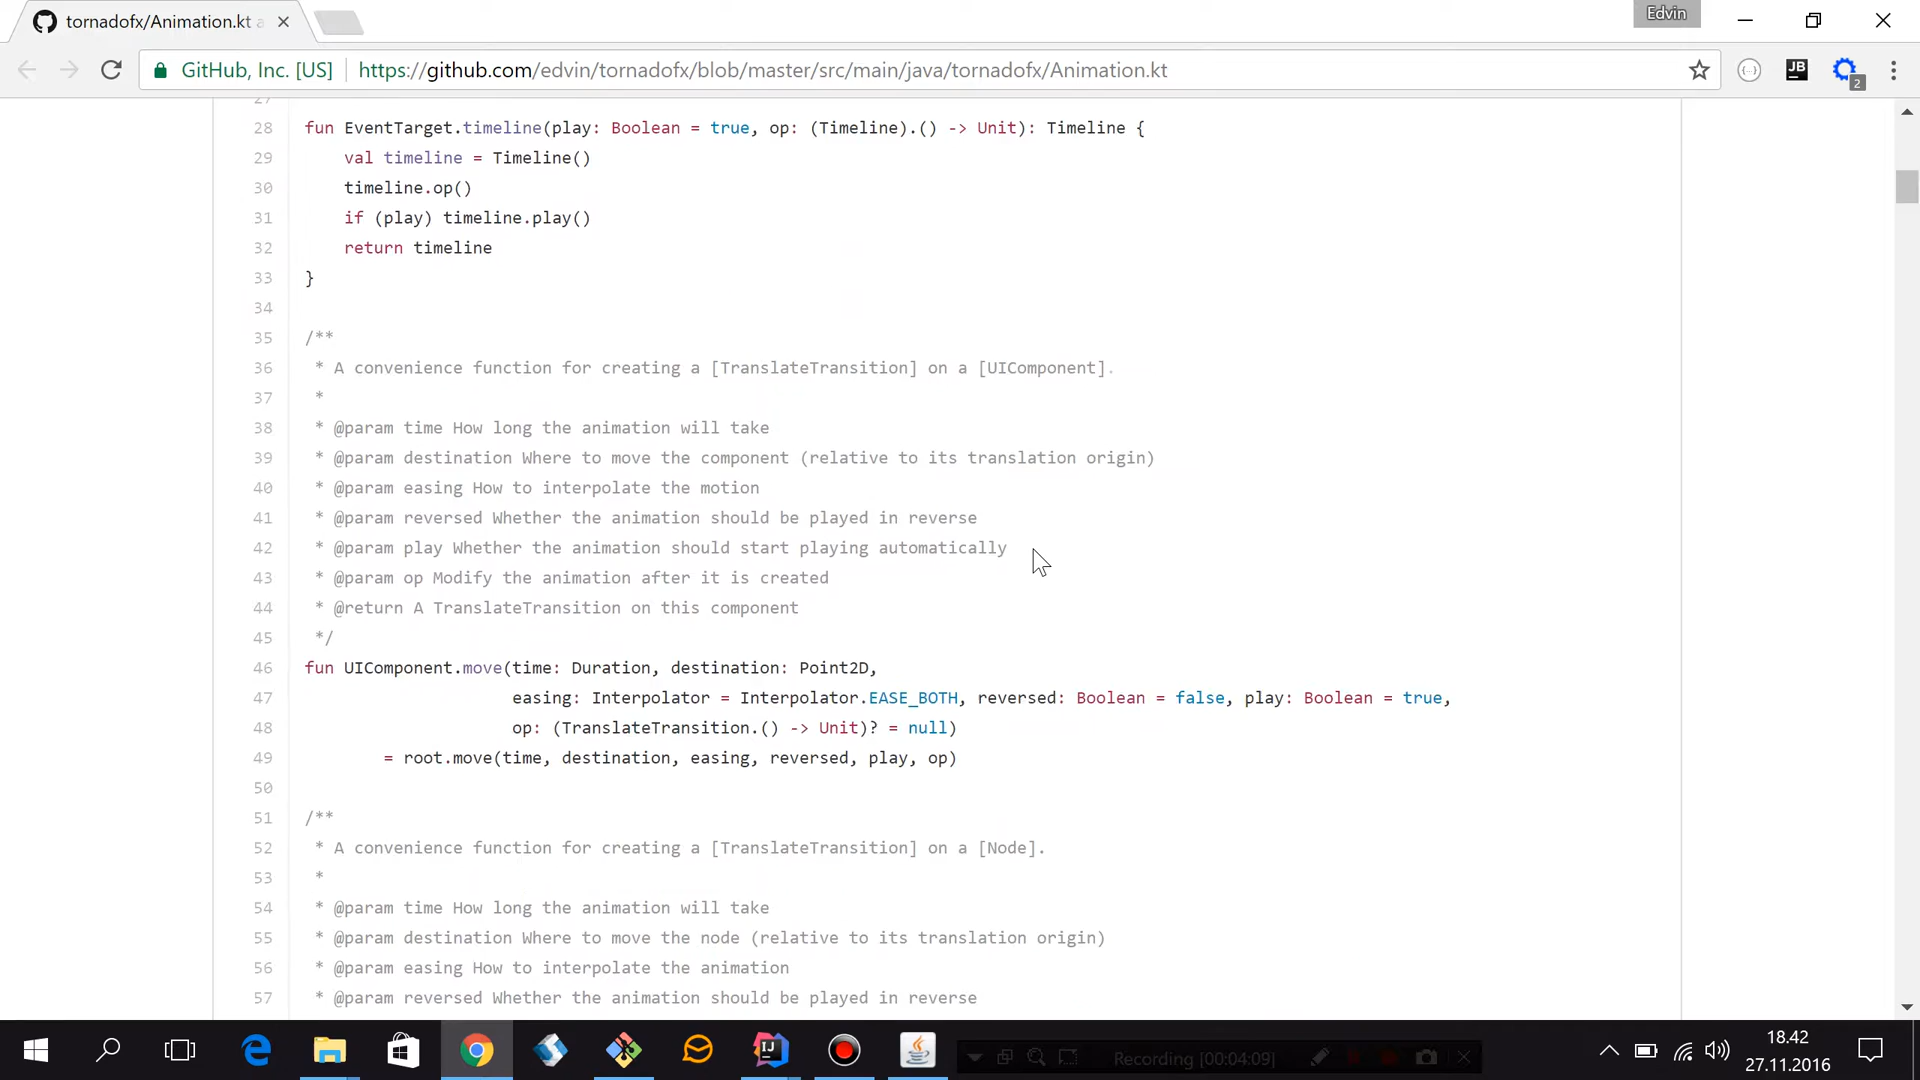 tornadofx/Animation.kt a
Edvin
GitHub, Inc. [US]
https://github.com/edvin/tornadofx/blob/master/src/main/java/tornadofx/Animation.kt
JB
2
27
28 fun EventTarget.timeline(play: Boolean = true, op: (Timeline).() -> Unit): Timeline {
29 val timeline = Timeline()
30 timeline.op()
31 if (play) timeline.play()
32 return timeline
33 }
34
35 /**
36 * A convenience function for creating a [TranslateTransition] on a [UIComponent].
37 *
38 * @param time How long the animation will take
39 * @param destination Where to move the component (relative to its translation origin)
40 * @param easing How to interpolate the motion
41 * @param reversed Whether the animation should be played in reverse
42 * @param play Whether the animation should start playing automatically
43 * @param op Modify the animation after it is created
44 * @return A TranslateTransition on this component
45 */
46 fun UIComponent.move(time: Duration, destination: Point2D,
47 easing: Interpolator = Interpolator.EASE_BOTH, reversed: Boolean = false, play: Boolean = true,
48 op: (TranslateTransition.() -> Unit)? = null)
49 = root.move(time, destination, easing, reversed, play, op)
50
51 /**
52 * A convenience function for creating a [TranslateTransition] on a [Node].
53 *
54 * @param time How long the animation will take
55 * @param destination Where to move the node (relative to its translation origin)
56 * @param easing How to interpolate the animation
57 * @param reversed Whether the animation should be played in reverse
IJ
Recording [00:04:09]
18.42
27.11.2016